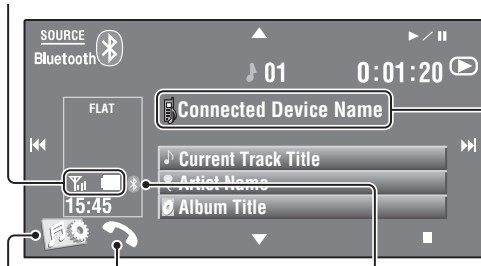 SOURCE
Bluetooth
01
0:01:20
FLAT
Connected Device Name
Current Track Title
Artist Name
15:45
Album Title